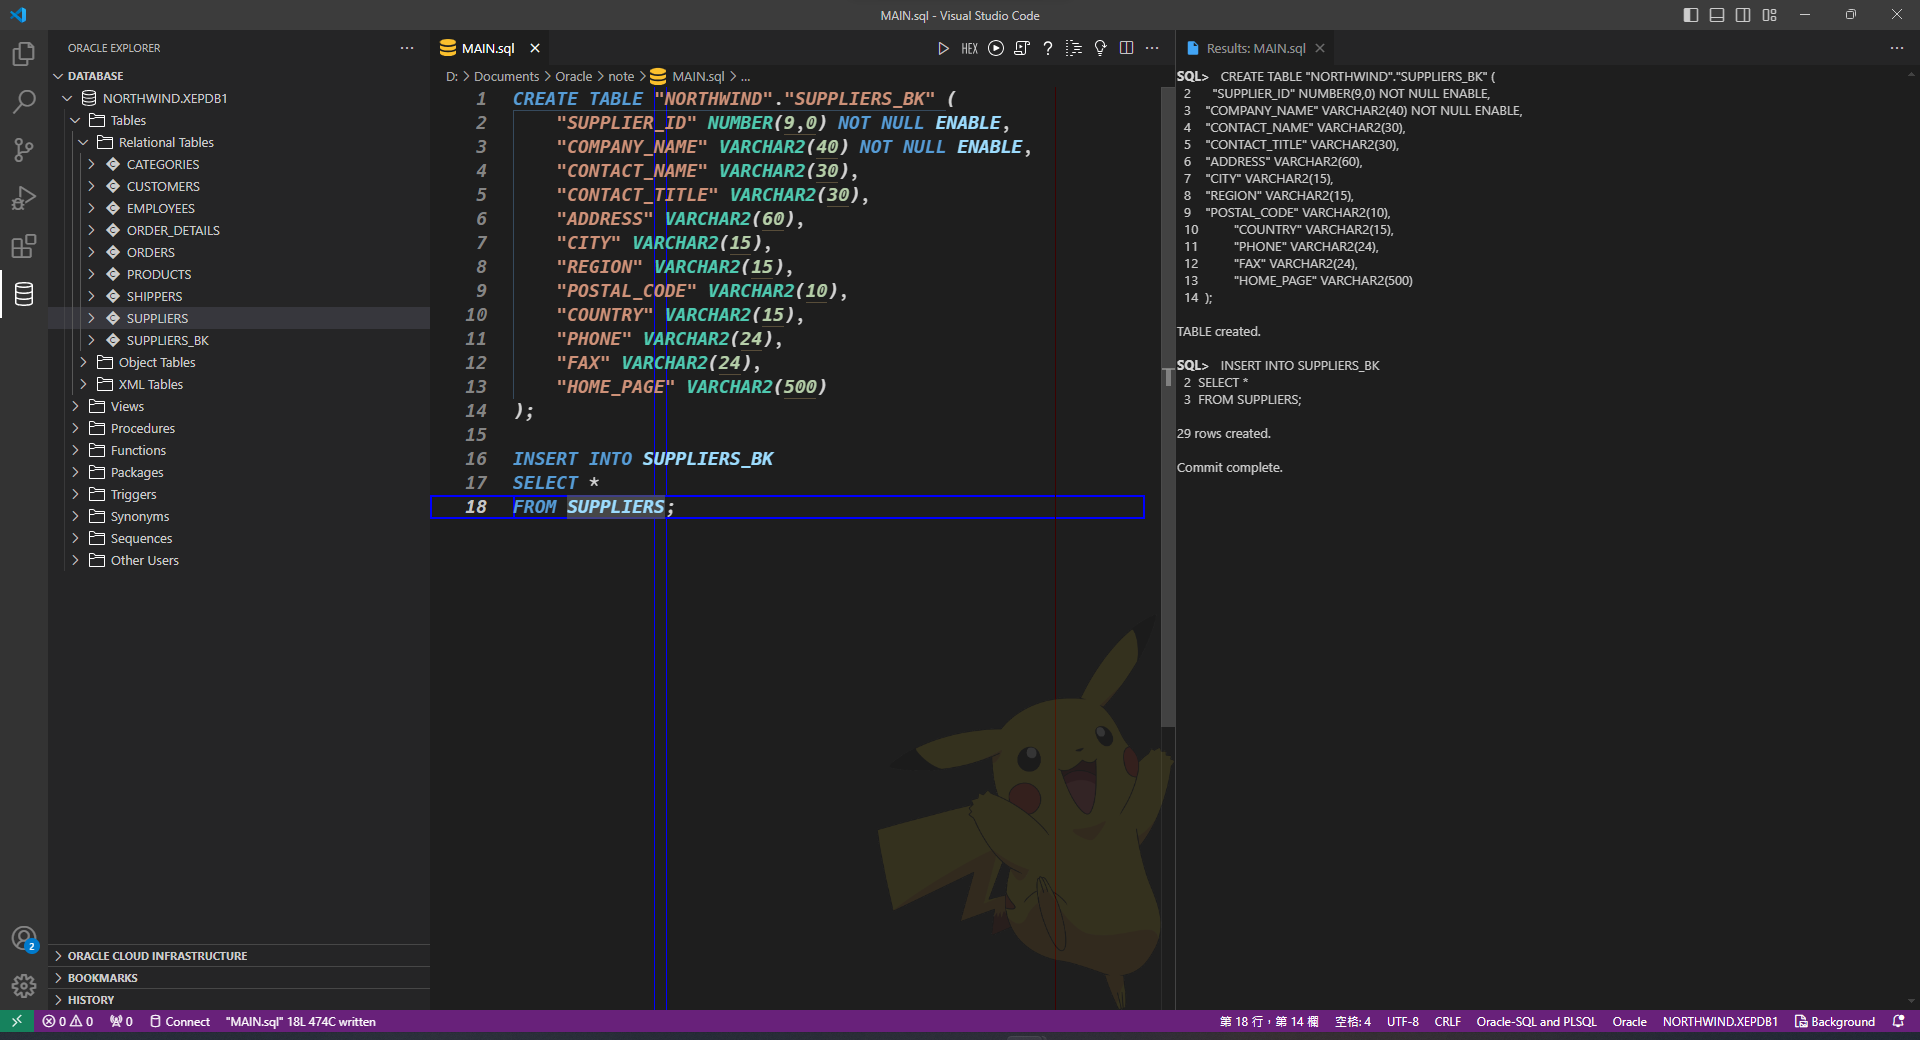 MAIN.sql - Visual Studio Code
ORACLE EXPLORER
DATABASE
NORTHWIND.XEPDB1
Tables
Relational Tables
CATEGORIES
CUSTOMERS
EMPLOYEES
ORDER_DETAILS
ORDERS
PRODUCTS
SHIPPERS
SUPPLIERS
SUPPLIERS_BK
Object Tables
XML Tables
Views
Procedures
Functions
Packages
Triggers
Synonyms
Sequences
Other Users
ORACLE CLOUD INFRASTRUCTURE
BOOKMARKS
HISTORY
2
MAIN.sql
HEX
D: > Documents > Oracle > note > MAIN.sql > ...
1 CREATE TABLE "NORTHWIND"."SUPPLIERS_BK" (
2 "SUPPLIER_ID" NUMBER(9,0) NOT NULL ENABLE,
3 "COMPANY_NAME" VARCHAR2(40) NOT NULL ENABLE,
4 "CONTACT_NAME" VARCHAR2(30),
5 "CONTACT_TITLE" VARCHAR2(30),
6 "ADDRESS" VARCHAR2(60),
7 "CITY" VARCHAR2(15),
8 "REGION" VARCHAR2(15),
9 "POSTAL_CODE" VARCHAR2(10),
10 "COUNTRY" VARCHAR2(15),
11 "PHONE" VARCHAR2(24),
12 "FAX" VARCHAR2(24),
13 "HOME_PAGE" VARCHAR2(500)
14 );
15
16 INSERT INTO SUPPLIERS_BK
17 SELECT *
18 FROM SUPPLIERS;
Results: MAIN.sql
SQL> CREATE TABLE "NORTHWIND"."SUPPLIERS_BK" (
2 "SUPPLIER_ID" NUMBER(9,0) NOT NULL ENABLE,
3 "COMPANY_NAME" VARCHAR2(40) NOT NULL ENABLE,
4 "CONTACT_NAME" VARCHAR2(30),
5 "CONTACT_TITLE" VARCHAR2(30),
6 "ADDRESS" VARCHAR2(60),
7 "CITY" VARCHAR2(15),
8 "REGION" VARCHAR2(15),
9 "POSTAL_CODE" VARCHAR2(10),
10 "COUNTRY" VARCHAR2(15),
11 "PHONE" VARCHAR2(24),
12 "FAX" VARCHAR2(24),
13 "HOME_PAGE" VARCHAR2(500)
14 );
TABLE created.
SQL> INSERT INTO SUPPLIERS_BK
2 SELECT *
3 FROM SUPPLIERS;
29 rows created.
Commit complete.
0 0 0 Connect "MAIN.sql" 18L 474C written
第 18 行，第 14 欄 空格: 4 UTF-8 CRLF Oracle-SQL and PLSQL Oracle NORTHWIND.XEPDB1 Background